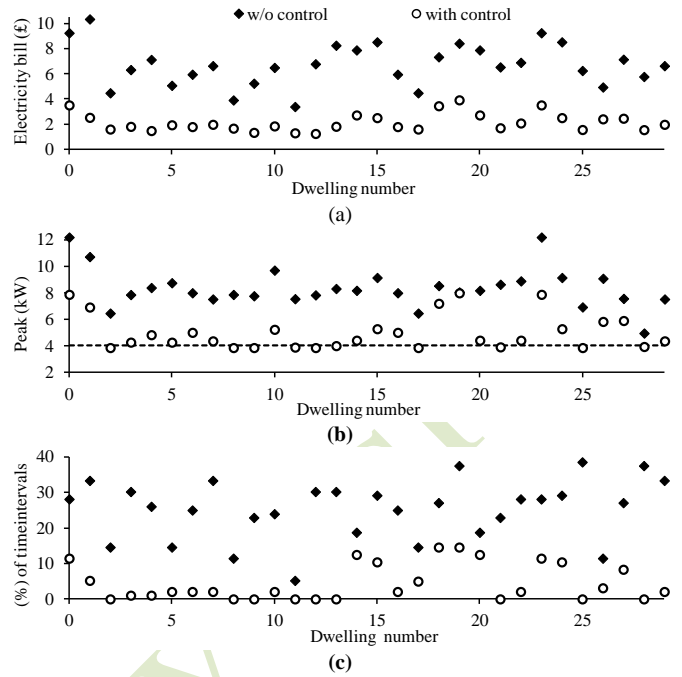 w/o control
with control
Electricity bill (£)
10
8
6
4
2
0
0 5 10 15 20 25
Dwelling number
(a)
Peak (kW)
12
10
8
6
4
2
0 5 10 15 20 25
Dwelling number
(b)
(%) of timeintervals
40
30
20
10
0
0 5 10 15 20 25
Dwelling number
(c)